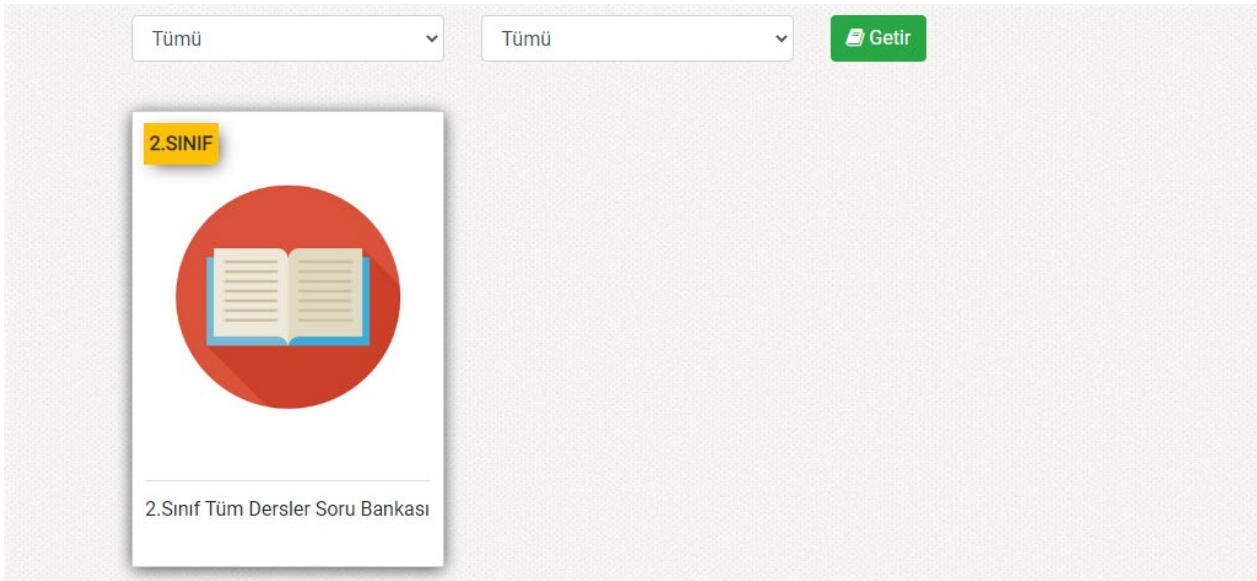 Tümü
Tümü
Getir
2.SINIF
2.Sınıf Tüm Dersler Soru Bankası